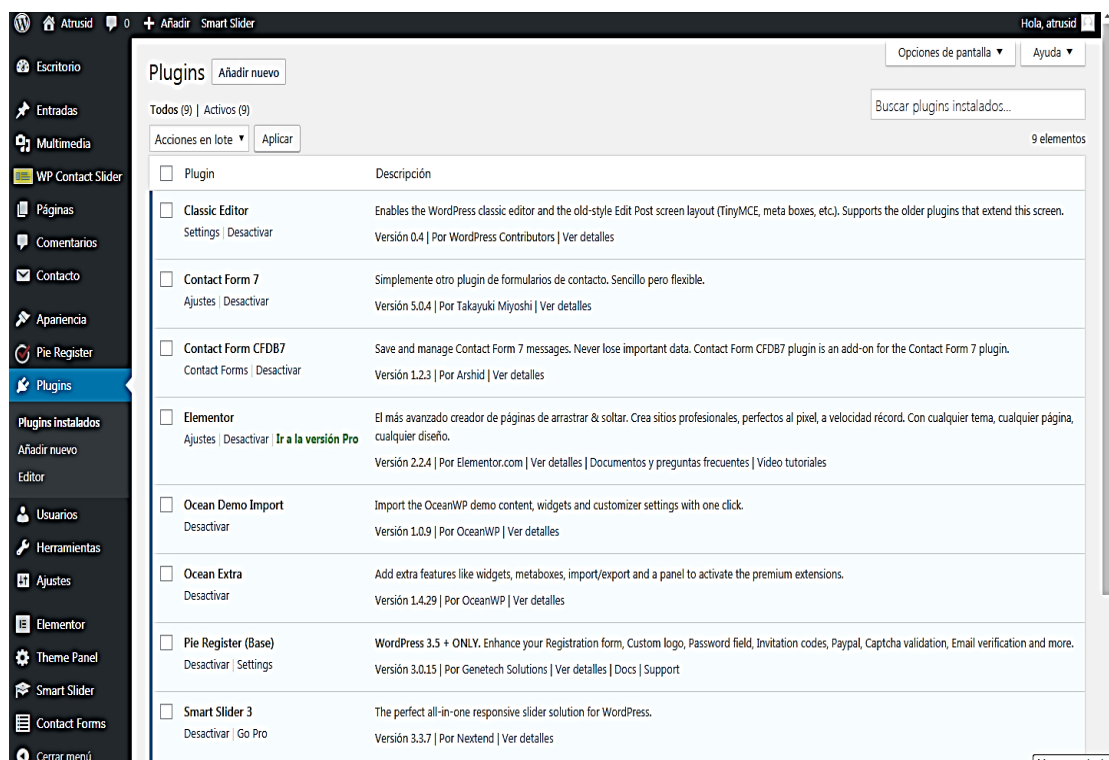 Atrusid 0 + Añadir Smart Slider Hola, atrusid
Opciones de pantalla ▼ Ayuda ▼
Escritorio
Entradas
Multimedia
WP Contact Slider
Páginas
Comentarios
Contacto
Apariencia
Pie Register
Plugins
Plugins instalados
Añadir nuevo
Editor
Usuarios
Herramientas
Ajustes
Elementor
Theme Panel
Smart Slider
Contact Forms
Cerrar menú
Plugins Añadir nuevo
Todos (9) | Activos (9)
Buscar plugins instalados...
Acciones en lote ▼ Aplicar
9 elementos
Plugin Descripción
Classic Editor
Settings | Desactivar
Enables the WordPress classic editor and the old-style Edit Post screen layout (TinyMCE, meta boxes, etc.). Supports the older plugins that extend this screen.
Versión 0.4 | Por WordPress Contributors | Ver detalles
Contact Form 7
Ajustes | Desactivar
Simplemente otro plugin de formularios de contacto. Sencillo pero flexible.
Versión 5.0.4 | Por Takayuki Miyoshi | Ver detalles
Contact Form CFDB7
Contact Forms | Desactivar
Save and manage Contact Form 7 messages. Never lose important data. Contact Form CFDB7 plugin is an add-on for the Contact Form 7 plugin.
Versión 1.2.3 | Por Arshid | Ver detalles
Elementor
Ajustes | Desactivar | Ir a la versión Pro
El más avanzado creador de páginas de arrastrar & soltar. Crea sitios profesionales, perfectos al pixel, a velocidad récord. Con cualquier tema, cualquier página,
cualquier diseño.
Versión 2.2.4 | Por Elementor.com | Ver detalles | Documentos y preguntas frecuentes | Video tutoriales
Ocean Demo Import
Desactivar
Import the OceanWP demo content, widgets and customizer settings with one click.
Versión 1.0.9 | Por OceanWP | Ver detalles
Ocean Extra
Desactivar
Add extra features like widgets, metaboxes, import/export and a panel to activate the premium extensions.
Versión 1.4.29 | Por OceanWP | Ver detalles
Pie Register (Base)
Desactivar | Settings
WordPress 3.5 + ONLY. Enhance your Registration form, Custom logo, Password field, Invitation codes, Paypal, Captcha validation, Email verification and more.
Versión 3.0.15 | Por Genetech Solutions | Ver detalles | Docs | Support
Smart Slider 3
Desactivar | Go Pro
The perfect all-in-one responsive slider solution for WordPress.
Versión 3.3.7 | Por Nextend | Ver detalles